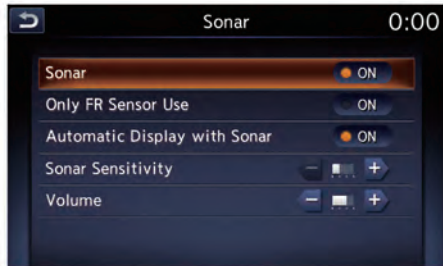 Sonar 0:00
Sonar ON
Only FR Sensor Use ON
Automatic Display with Sonar ON
Sonar Sensitivity - +
Volume - +